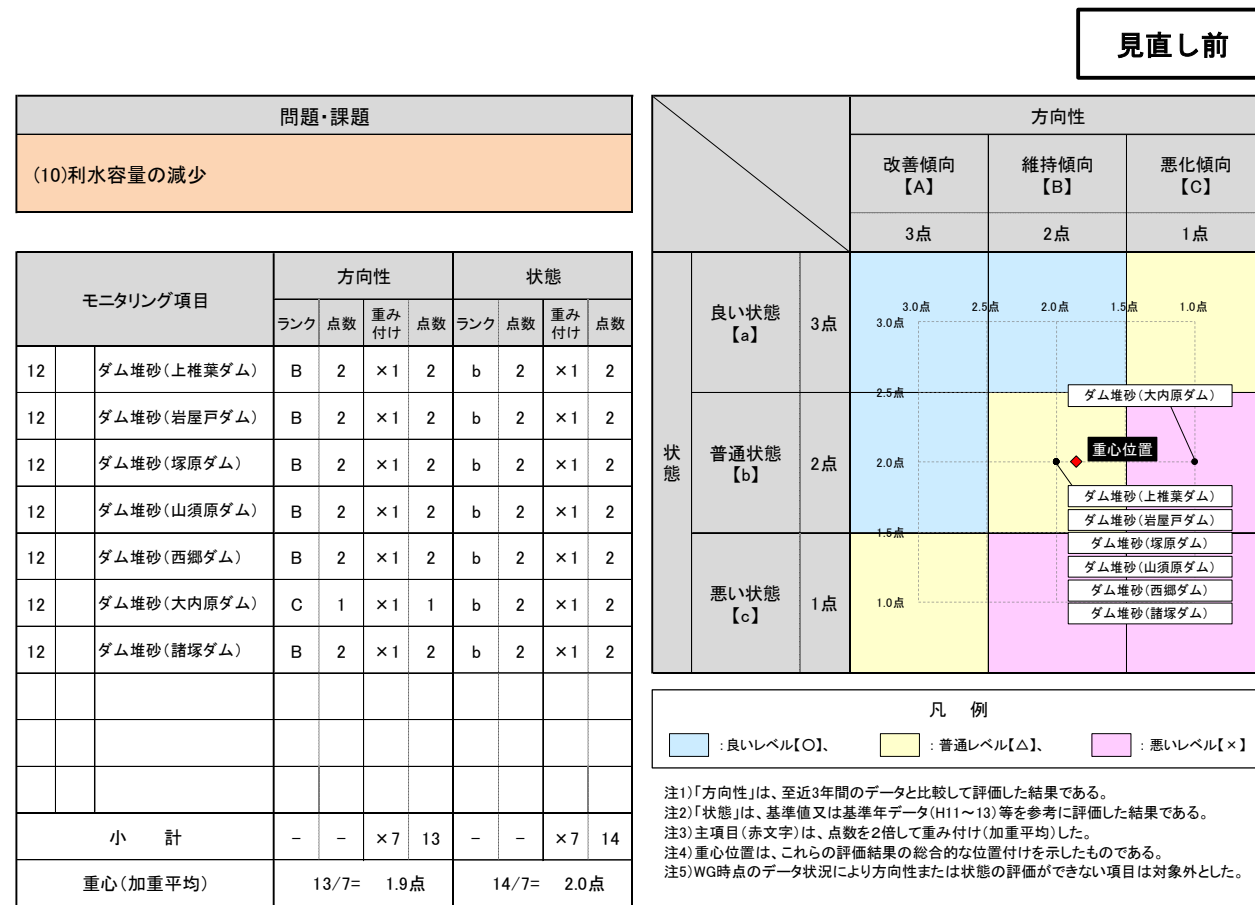 見直し前
問題・課題
(10)利水容量の減少
モニタリング項目 方向性 状態
ランク 点数 重み付け 点数 ランク 点数 重み付け 点数
12 ダム堆砂(上椎葉ダム) B 2 ×1 2 b 2 ×1 2
12 ダム堆砂(岩屋戸ダム) B 2 ×1 2 b 2 ×1 2
12 ダム堆砂(塚原ダム) B 2 ×1 2 b 2 ×1 2
12 ダム堆砂(山須原ダム) B 2 ×1 2 b 2 ×1 2
12 ダム堆砂(西郷ダム) B 2 ×1 2 b 2 ×1 2
12 ダム堆砂(大内原ダム) C 1 ×1 1 b 2 ×1 2
12 ダム堆砂(諸塚ダム) B 2 ×1 2 b 2 ×1 2
小 計 － － ×7 13 － － ×7 14
重心(加重平均) 13/7= 1.9点 14/7= 2.0点
方向性
改善傾向 維持傾向 悪化傾向
【A】 【B】 【C】
3点 2点 1点
状態
良い状態
【a】
3点
普通状態
【b】
2点
悪い状態
【c】
1点
3.0点 2.5点 2.0点 1.5点 1.0点
3.0点
2.5点
2.0点
1.5点
1.0点
ダム堆砂(大内原ダム)
重心位置
ダム堆砂(上椎葉ダム)
ダム堆砂(岩屋戸ダム)
ダム堆砂(塚原ダム)
ダム堆砂(山須原ダム)
ダム堆砂(西郷ダム)
ダム堆砂(諸塚ダム)
凡 例
：良いレベル【○】、 ：普通レベル【△】、 ：悪いレベル【×】
注1)「方向性」は、至近3年間のデータと比較して評価した結果である。
注2)「状態」は、基準値又は基準年データ(H11～13)等を参考に評価した結果である。
注3)主項目(赤文字)は、点数を2倍して重み付け(加重平均)した。
注4)重心位置は、これらの評価結果の総合的な位置付けを示したものである。
注5)WG時点のデータ状況により方向性または状態の評価ができない項目は対象外とした。